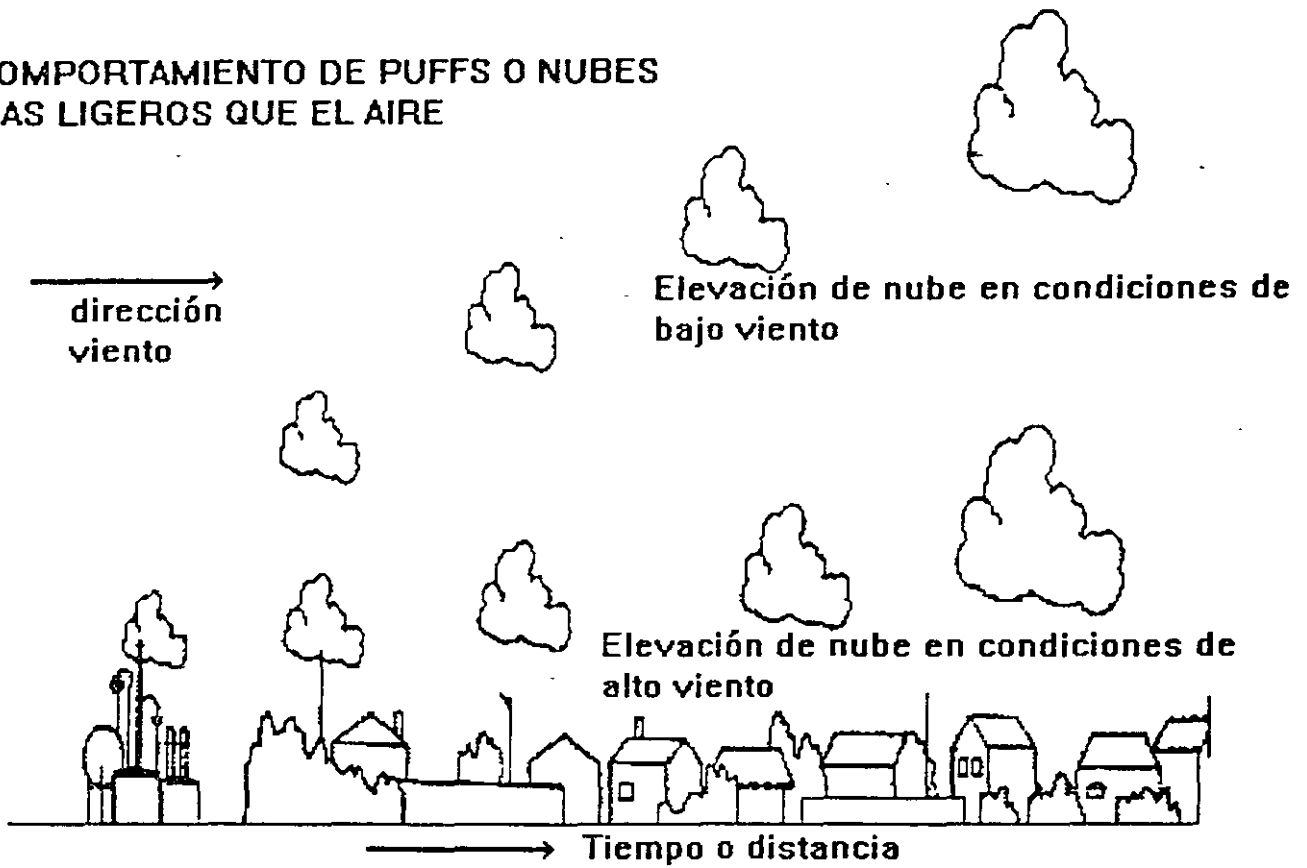 OMPORTAMIENTO DE PUFFS O NUBES
AS LIGEROS QUE EL AIRE
dirección
viento
Elevación de nube en condiciones de
bajo viento
Elevación de nube en condiciones de
alto viento
Tiempo o distancia